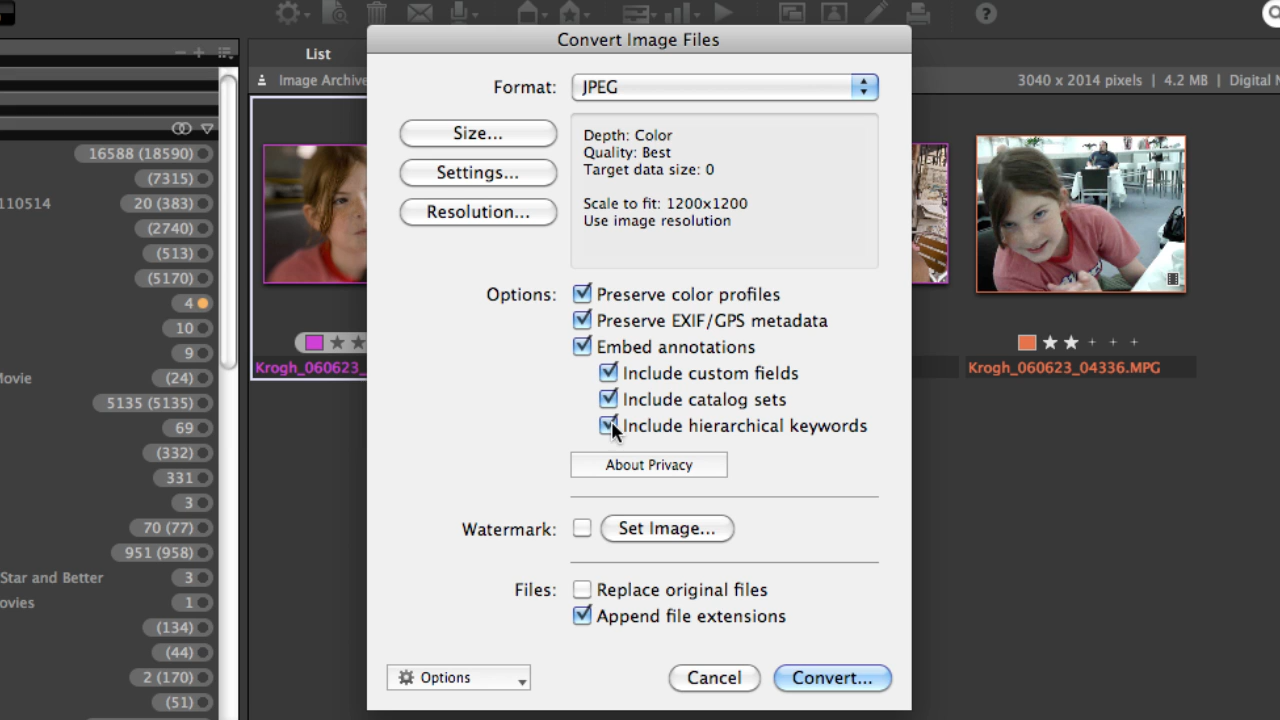 Convert Image Files
List
Image Archive
3040 x 2014 pixels | 4.2 MB | Digital
Format: JPEG
Size...
Settings...
Resolution...
Depth: Color
Quality: Best
Target data size: 0
Scale to fit: 1200x1200
Use image resolution
Options: Preserve color profiles
Preserve EXIF/GPS metadata
Embed annotations
Include custom fields
Include catalog sets
Include hierarchical keywords
About Privacy
Watermark: Set Image...
Files: Replace original files
Append file extensions
Options
Cancel
Convert...
16588 (18590)
(7315)
110514 20 (383)
(2740)
(513)
(5170)
4
10
9
Movie (24)
5135 (5135)
69
(332)
331
3
70 (77)
951 (958)
Star and Better 3
ovies 1
(134)
(44)
2 (170)
(51)
Krogh_060623_
Krogh_060623_04336.MPG